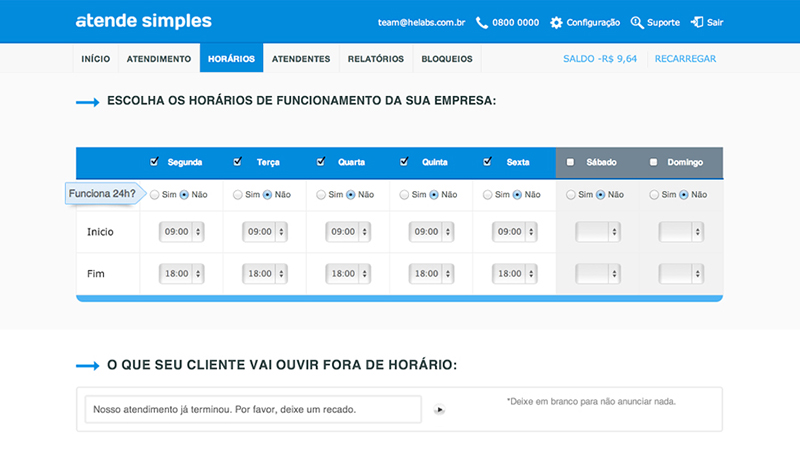 atende simples
team@helabs.com.br 0800 0000 Configuração Suporte Sair
INÍCIO ATENDIMENTO HORÁRIOS ATENDENTES RELATÓRIOS BLOQUEIOS SALDO -R$ 9,64 RECARREGAR
ESCOLHA OS HORÁRIOS DE FUNCIONAMENTO DA SUA EMPRESA:
Segunda Terça Quarta Quinta Sexta Sábado Domingo
Funciona 24h? Sim Não Sim Não Sim Não Sim Não Sim Não Sim Não Sim Não
Inicio 09:00 09:00 09:00 09:00 09:00
Fim 18:00 18:00 18:00 18:00 18:00
O QUE SEU CLIENTE VAI OUVIR FORA DE HORÁRIO:
Nosso atendimento já terminou. Por favor, deixe um recado. *Deixe em branco para não anunciar nada.